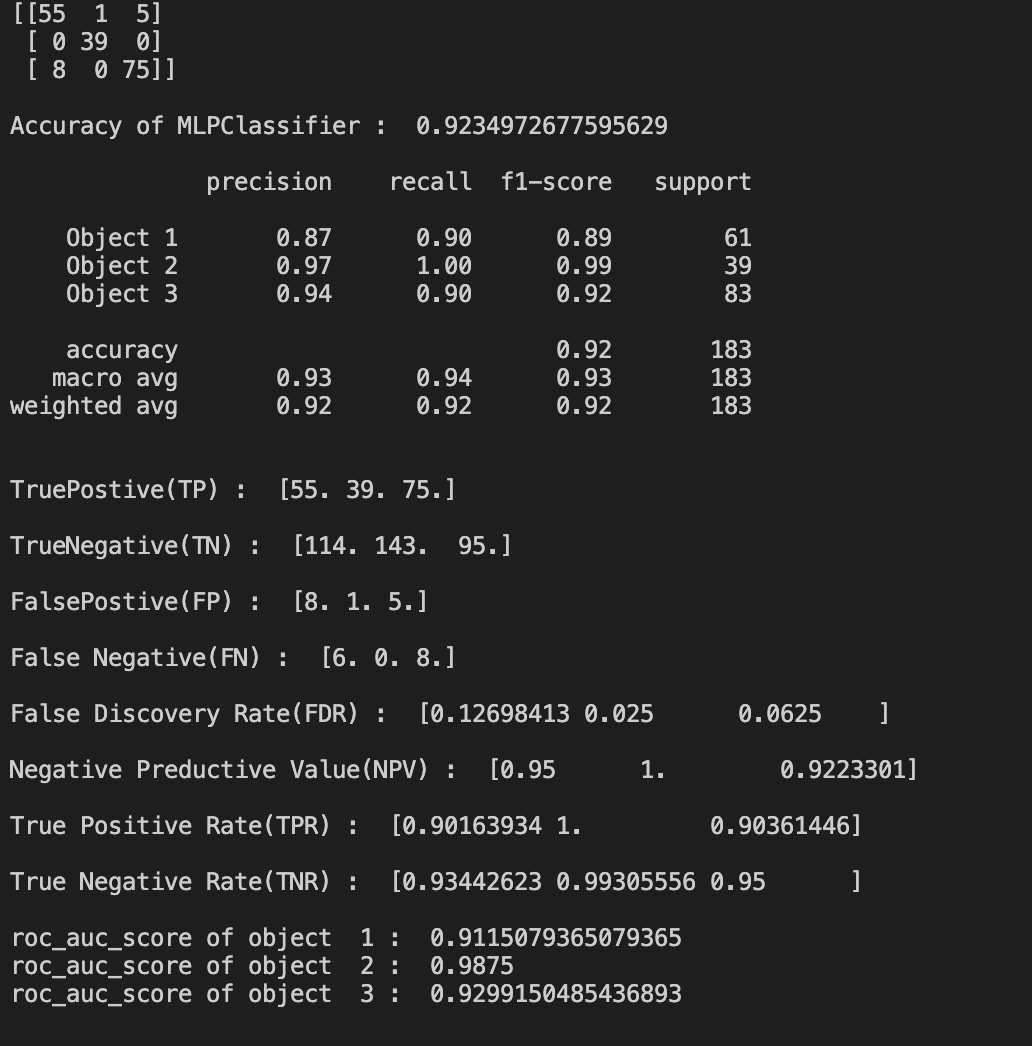 [[55  1  5]
 [ 0 39  0]
 [ 8  0 75]]
Accuracy of MLPClassifier :  0.9234972677595629
              precision    recall  f1-score   support
    Object 1       0.87      0.90      0.89        61
    Object 2       0.97      1.00      0.99        39
    Object 3       0.94      0.90      0.92        83
    accuracy                           0.92       183
   macro avg       0.93      0.94      0.93       183
weighted avg       0.92      0.92      0.92       183
TruePostive(TP) :  [55. 39. 75.]
TrueNegative(TN) :  [114. 143.  95.]
FalsePostive(FP) :  [8. 1. 5.]
False Negative(FN) :  [6. 0. 8.]
False Discovery Rate(FDR) :  [0.12698413 0.025      0.0625    ]
Negative Preductive Value(NPV) :  [0.95      1.        0.9223301]
True Positive Rate(TPR) :  [0.90163934 1.         0.90361446]
True Negative Rate(TNR) :  [0.93442623 0.99305556 0.95      ]
roc_auc_score of object  1 :  0.9115079365079365
roc_auc_score of object  2 :  0.9875
roc_auc_score of object  3 :  0.9299150485436893